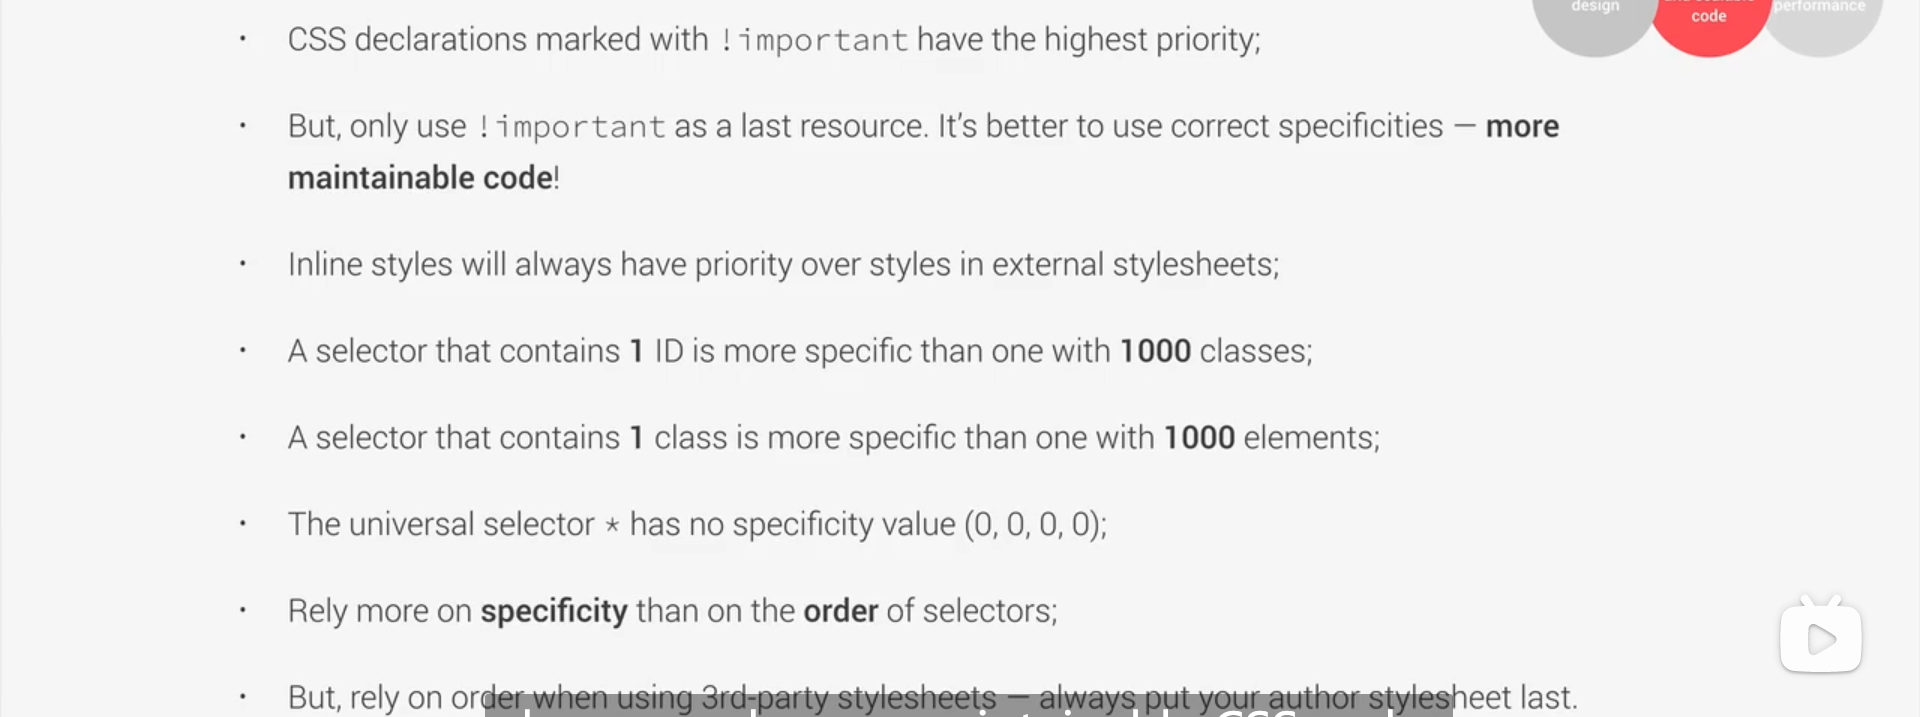 design
code
performance
• CSS declarations marked with !important have the highest priority;
• But, only use !important as a last resource. It's better to use correct specificities — more
maintainable code!
• Inline styles will always have priority over styles in external stylesheets;
• A selector that contains 1 ID is more specific than one with 1000 classes;
• A selector that contains 1 class is more specific than one with 1000 elements;
• The universal selector * has no specificity value (0, 0, 0, 0);
• Rely more on specificity than on the order of selectors;
• But, rely on order when using 3rd-party stylesheets — always put your author stylesheet last.